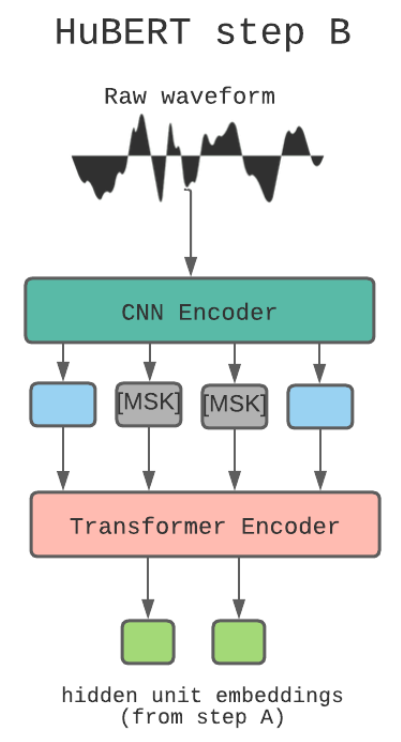 HuBERT step B
Raw waveform
CNN Encoder
[MSK] [MSK]
Transformer Encoder
hidden unit embeddings
(from step A)